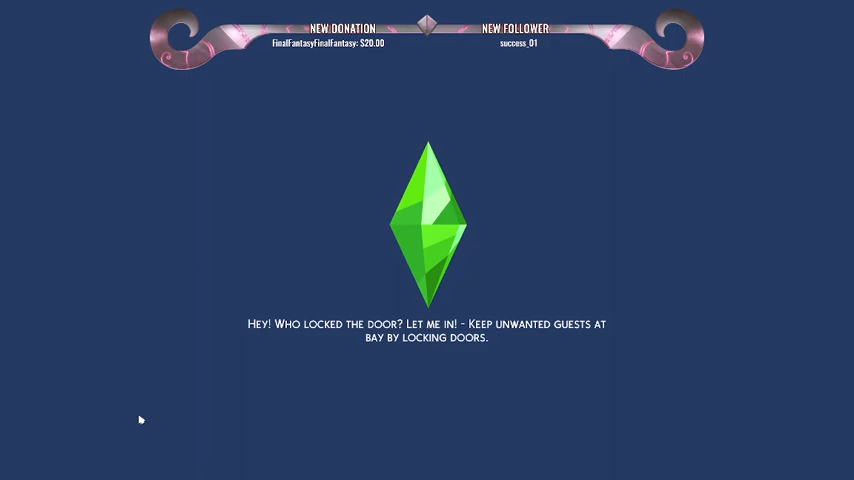 NEW DONATION NEW FOLLOWER
FinalFantasyFinalFantasy: $20.00 success_01
HEY! WHO LOCKED THE DOOR? LET ME IN! - KEEP UNWANTED GUESTS AT
BAY BY LOCKING DOORS.